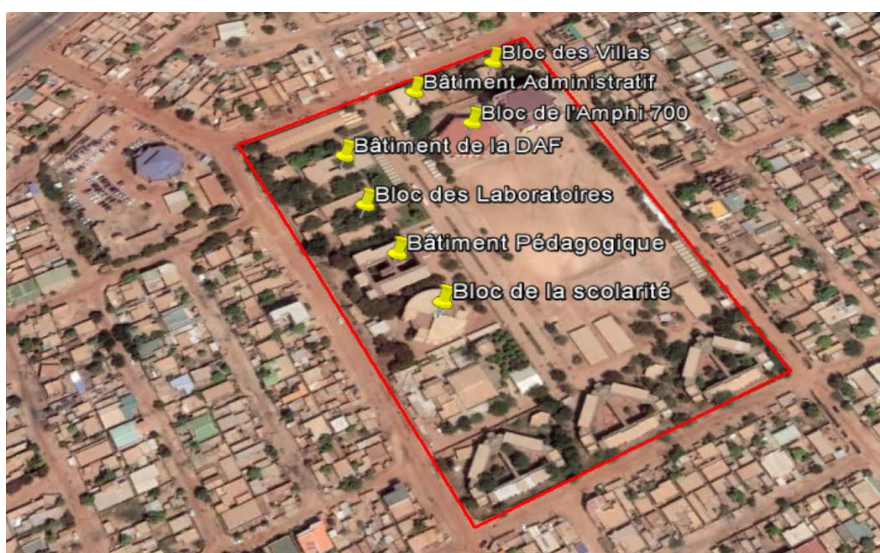 Bloc des Villas
Bâtiment Administratif
Bloc de l'Amphi 700
Bâtiment de la DAF
Bloc des Laboratoires
Bâtiment Pédagogique
Bloc de la scolarité